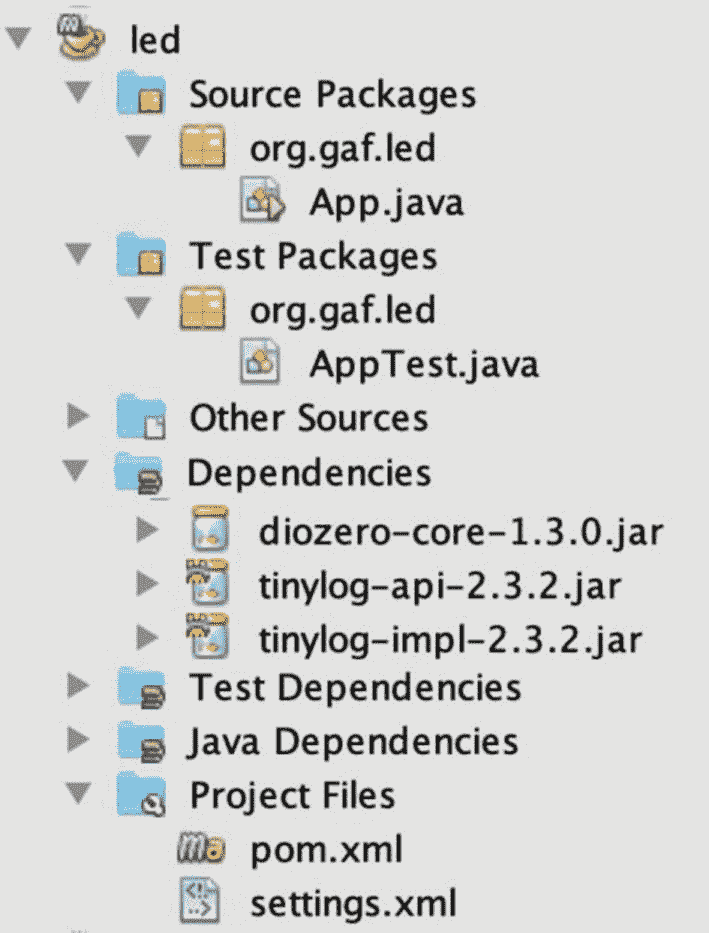 led
Source Packages
org.gaf.led
App.java
Test Packages
org.gaf.led
AppTest.java
Other Sources
Dependencies
diozero-core-1.3.0.jar
tinylog-api-2.3.2.jar
tinylog-impl-2.3.2.jar
Test Dependencies
Java Dependencies
Project Files
pom.xml
settings.xml